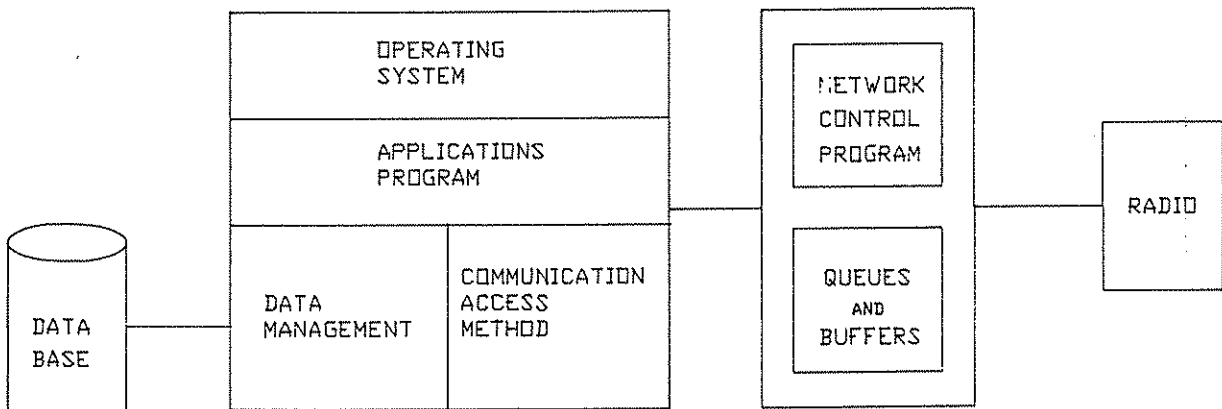 OPERATING
SYSTEM
APPLICATIONS
PROGRAM
DATA
MANAGEMENT
COMMUNICATION
ACCESS
METHOD
DATA
BASE
NETWORK
CONTROL
PROGRAM
QUEUES
AND
BUFFERS
RADIO